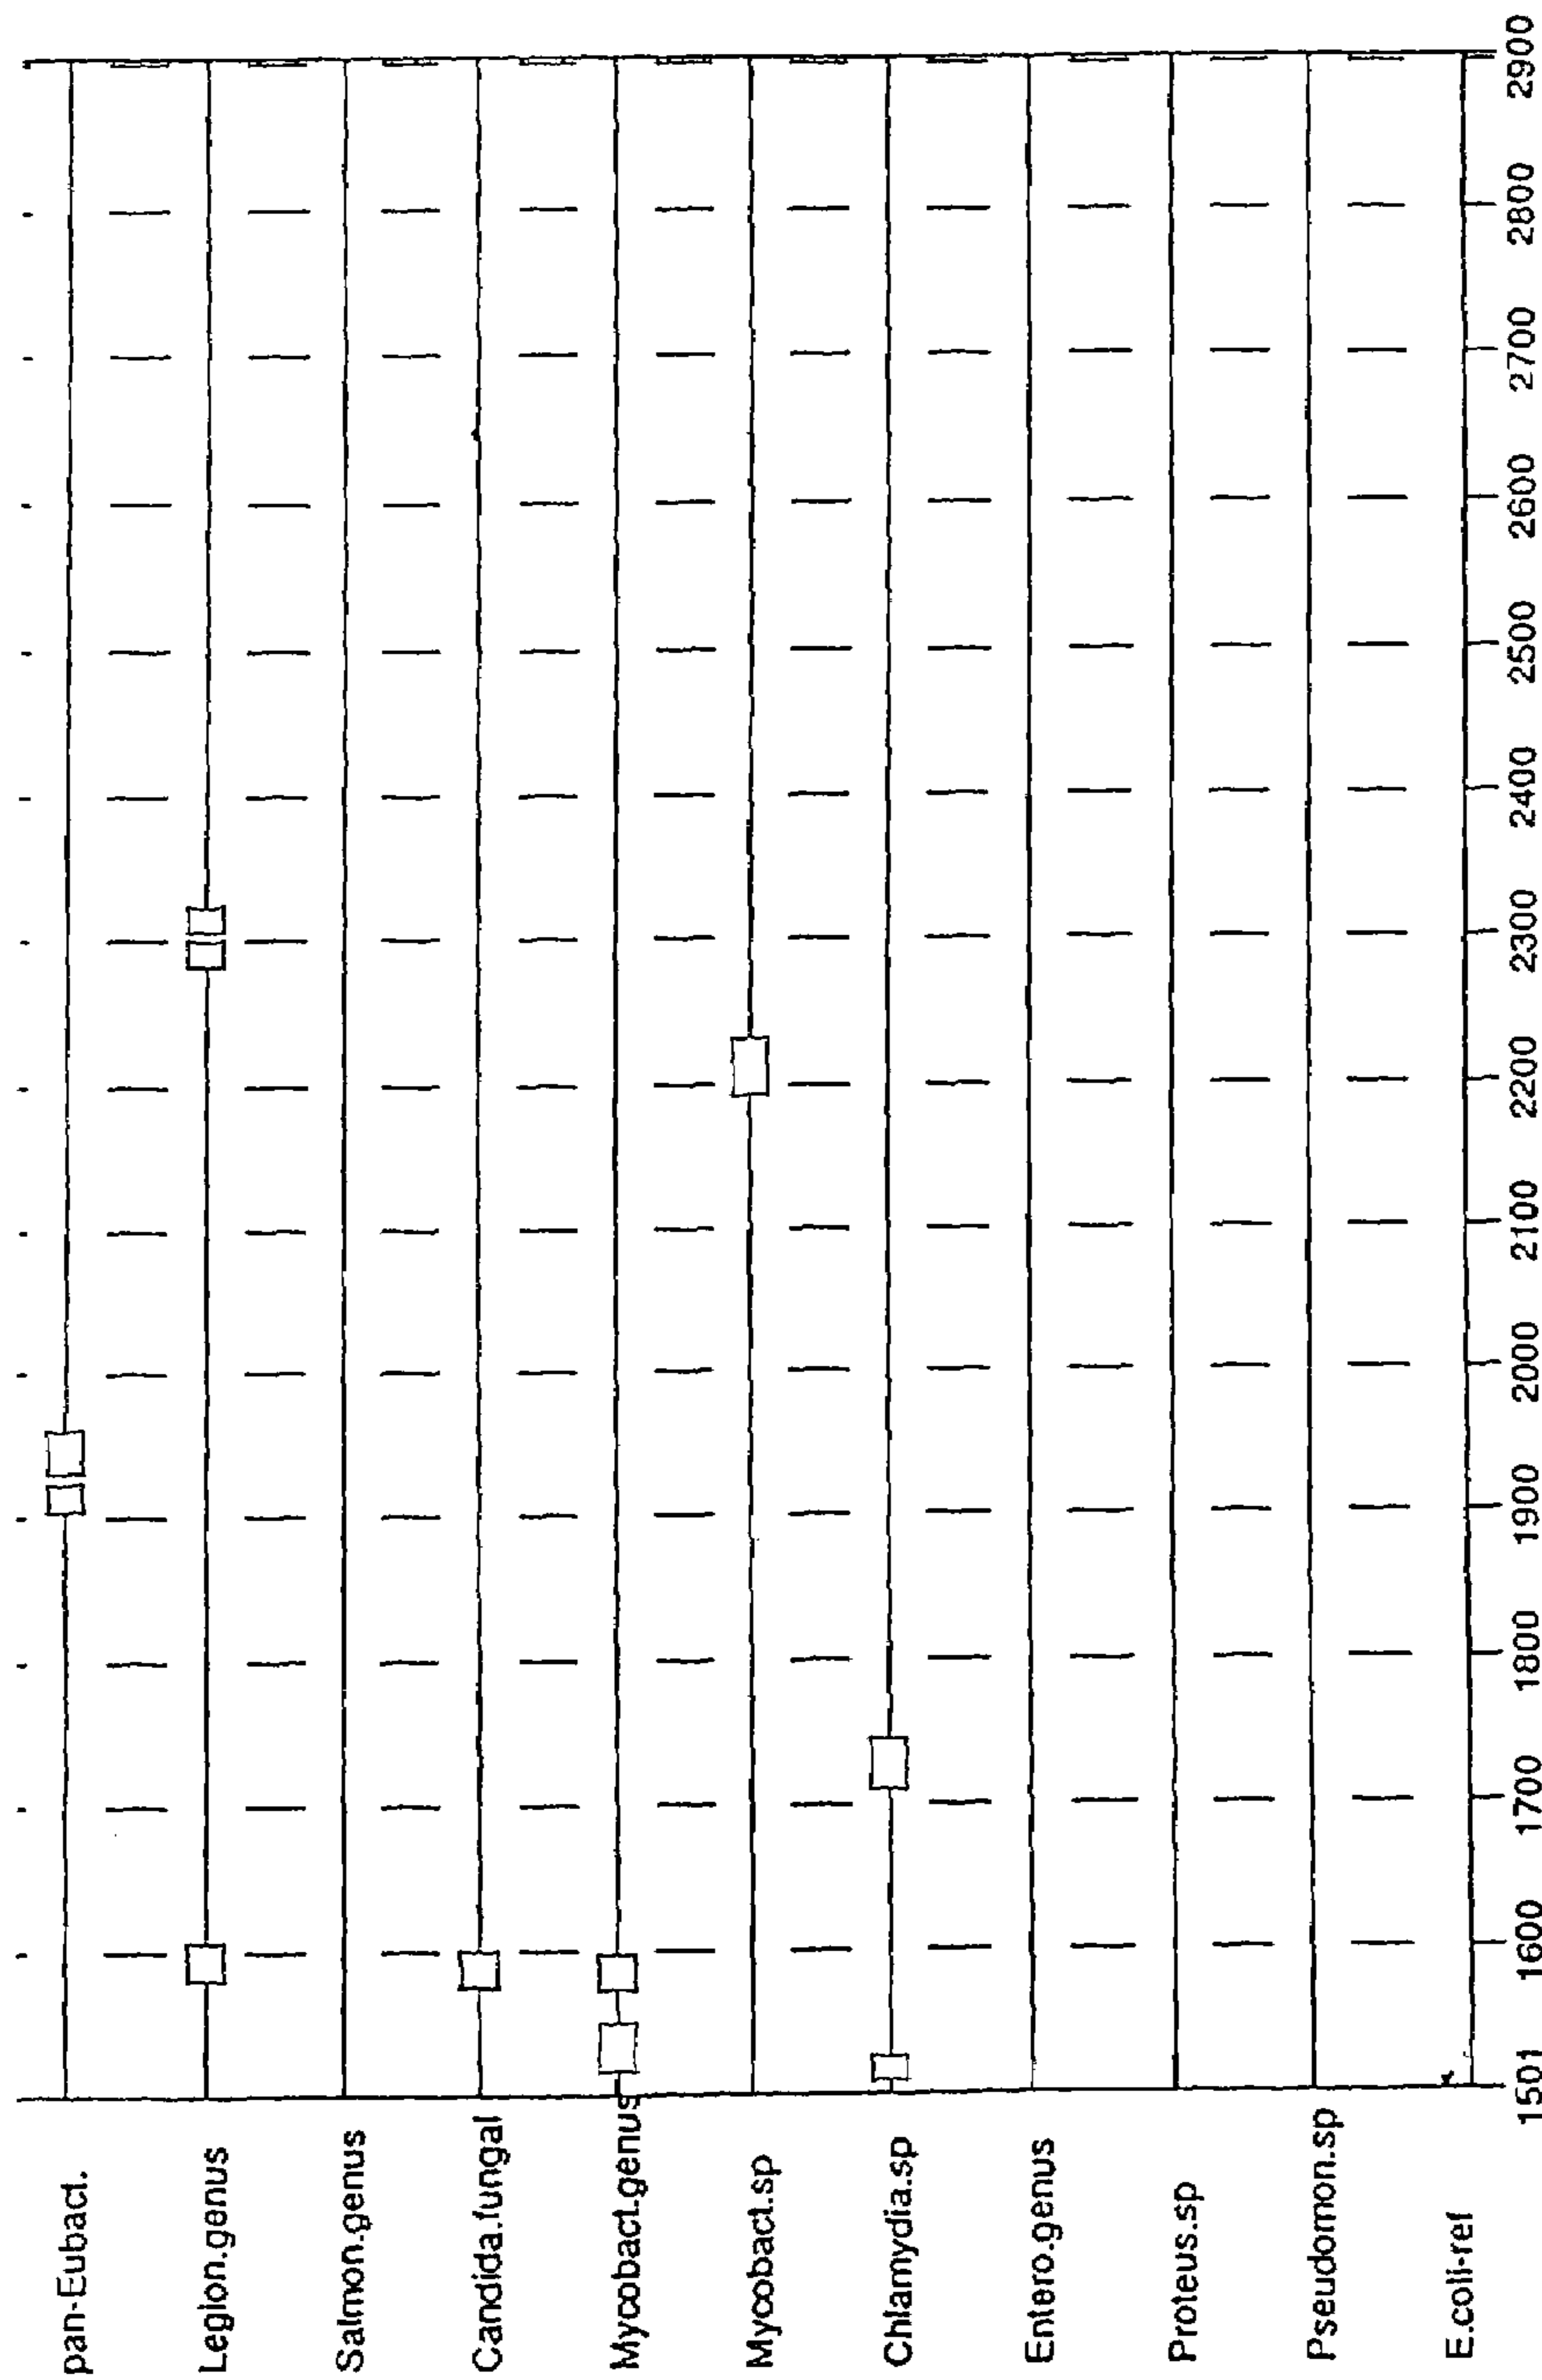 pan-Eubact.
Legion.genus
Salmon.genus
Candida.fungal
Mycobact.genus
Mycobact.sp
Chlamydia.sp
Entero.genus
Proteus.sp
Pseudomon.sp
E.coli-ref
1501 1600 1700 1800 1900 2000 2100 2200 2300 2400 2500 2600 2700 2800 2900